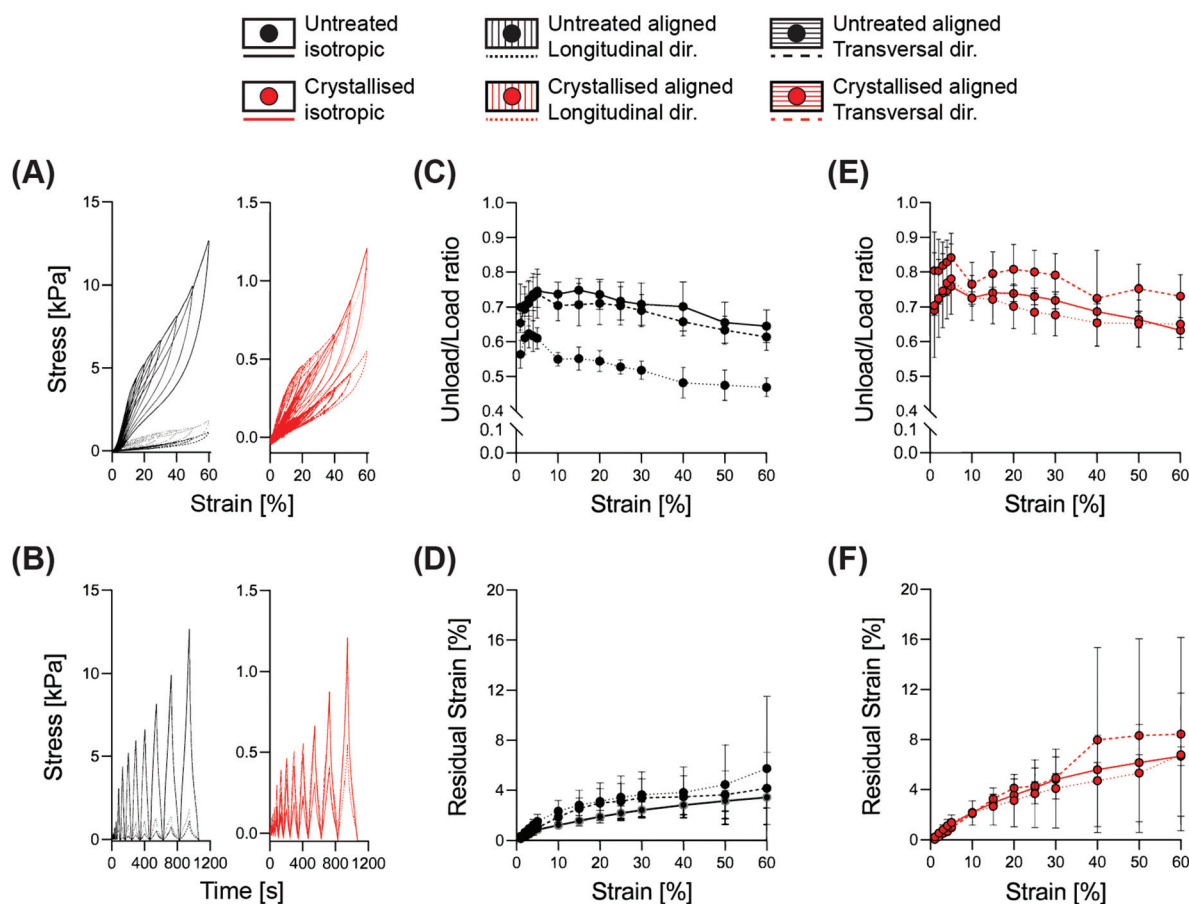 Untreated
isotropic
Untreated aligned
Longitudinal dir.
Untreated aligned
Transversal dir.
Crystallised
isotropic
Crystallised aligned
Longitudinal dir.
Crystallised aligned
Transversal dir.
(A)
Stress [kPa]
15
10
5
0
0 20 40 60
1.5
1.0
0.5
0.0
0 20 40 60
Strain [%]
(C)
Unload/Load ratio
1.0
0.9
0.8
0.7
0.6
0.5
0.4
0.1
0.0
0 10 20 30 40 50 60
Strain [%]
(E)
Unload/Load ratio
1.0
0.9
0.8
0.7
0.6
0.5
0.4
0.1
0.0
0 10 20 30 40 50 60
Strain [%]
(B)
Stress [kPa]
15
10
5
0
0 400 800 1200
1.5
1.0
0.5
0.0
0 400 800 1200
Time [s]
(D)
Residual Strain [%]
20
16
12
8
4
0
0 10 20 30 40 50 60
Strain [%]
(F)
Residual Strain [%]
20
16
12
8
4
0
0 10 20 30 40 50 60
Strain [%]